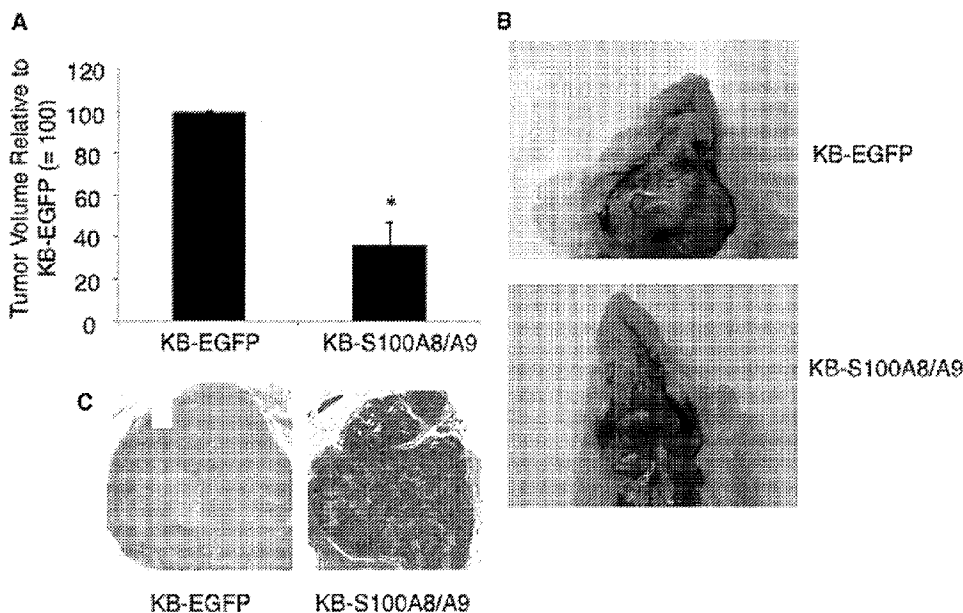 A
Tumor Volume Relative to
KB-EGFP (= 100)
120
100
80
60
40
20
0
*
KB-EGFP
KB-S100A8/A9
B
KB-EGFP
KB-S100A8/A9
C
KB-EGFP
KB-S100A8/A9